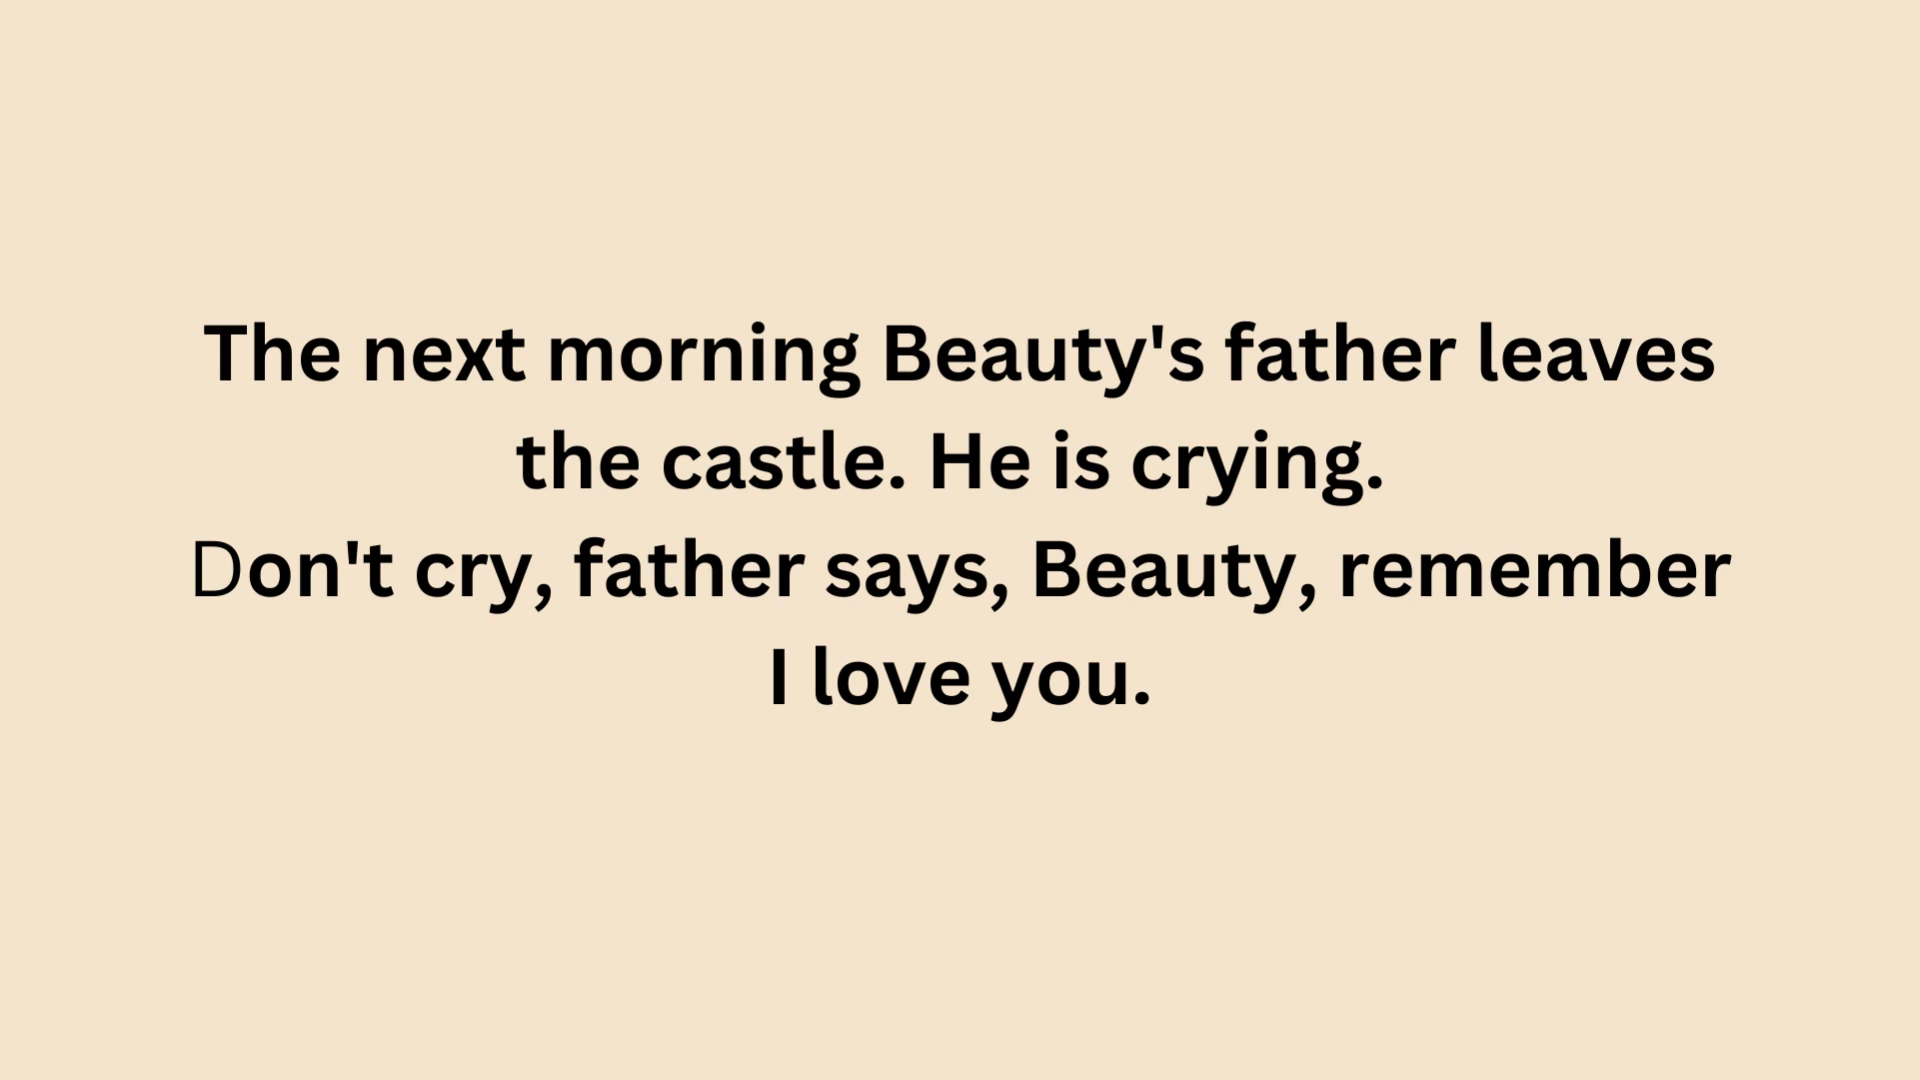 The next morning Beauty's father leaves
the castle. He is crying.
Don't cry, father says, Beauty, remember
I love you.